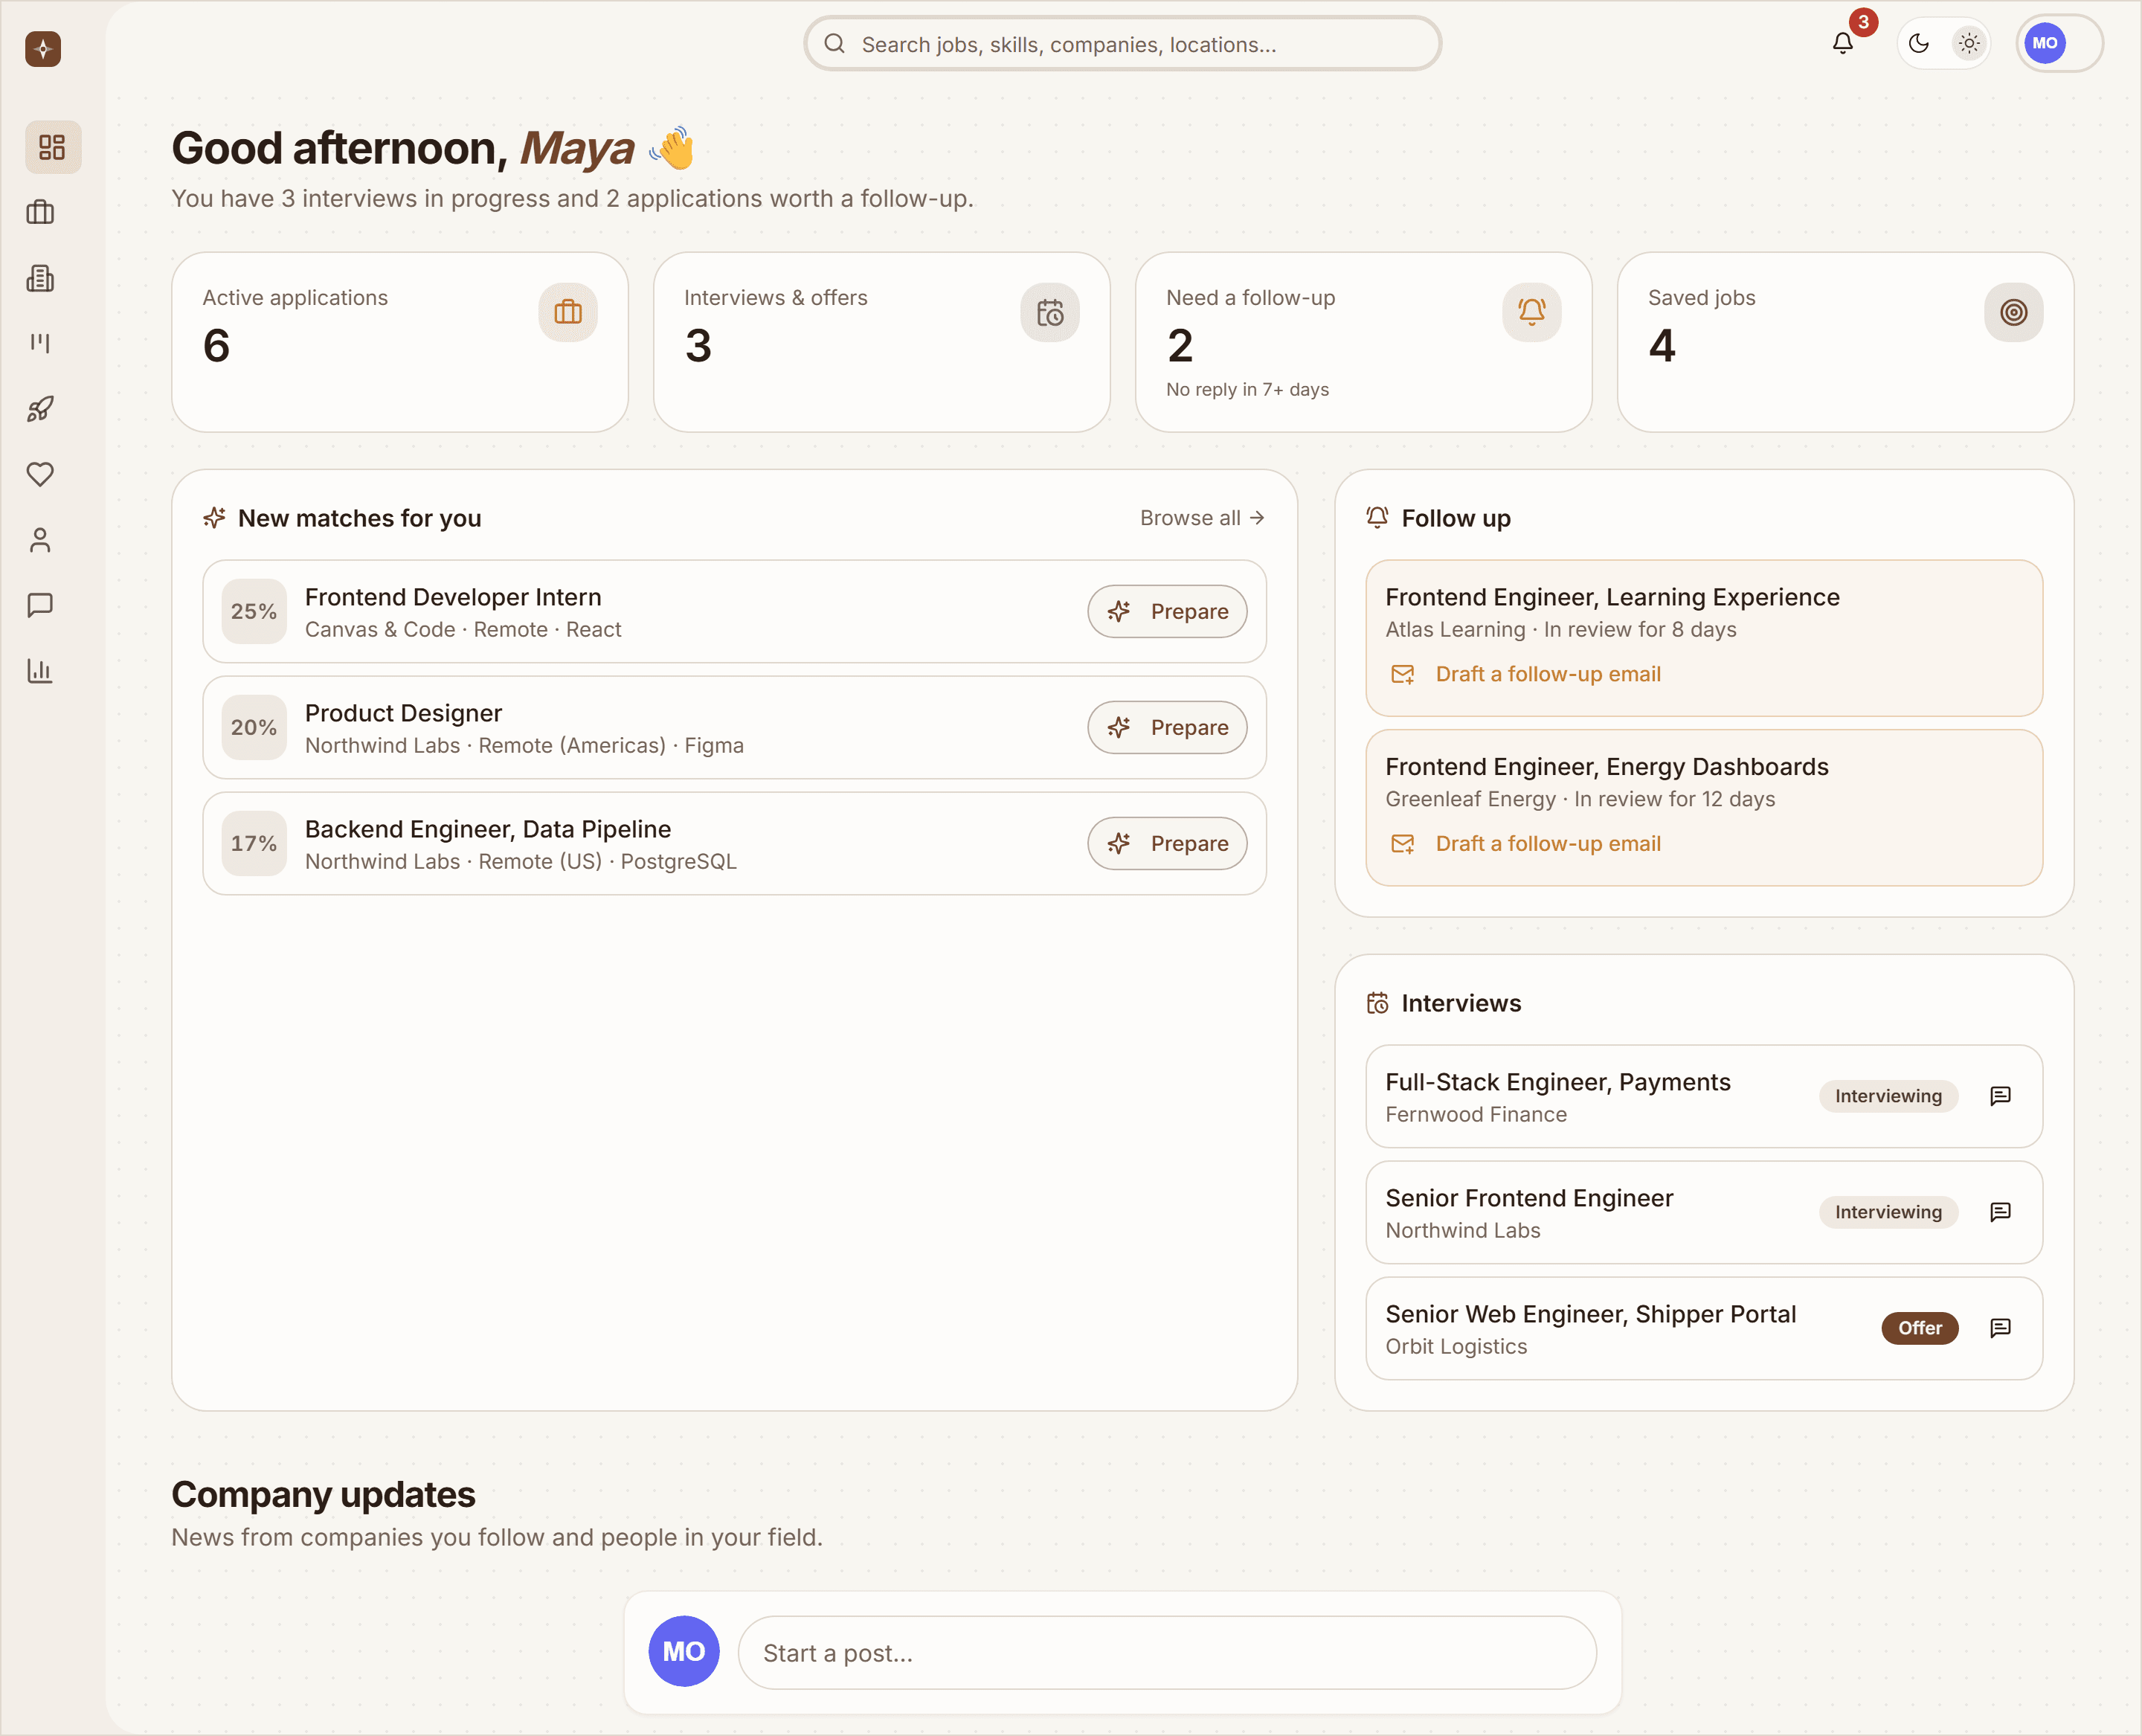 Search jobs, skills, companies, locations...
3
MO
Good afternoon, Maya 👋
You have 3 interviews in progress and 2 applications worth a follow-up.
Active applications
6
Interviews & offers
3
Need a follow-up
2
No reply in 7+ days
Saved jobs
4
New matches for you
Browse all
25%
Frontend Developer Intern
Canvas & Code · Remote · React
Prepare
20%
Product Designer
Northwind Labs · Remote (Americas) · Figma
Prepare
17%
Backend Engineer, Data Pipeline
Northwind Labs · Remote (US) · PostgreSQL
Prepare
Follow up
Frontend Engineer, Learning Experience
Atlas Learning · In review for 8 days
Draft a follow-up email
Frontend Engineer, Energy Dashboards
Greenleaf Energy · In review for 12 days
Draft a follow-up email
Interviews
Full-Stack Engineer, Payments
Fernwood Finance
Interviewing
Senior Frontend Engineer
Northwind Labs
Interviewing
Senior Web Engineer, Shipper Portal
Orbit Logistics
Offer
Company updates
News from companies you follow and people in your field.
MO
Start a post...